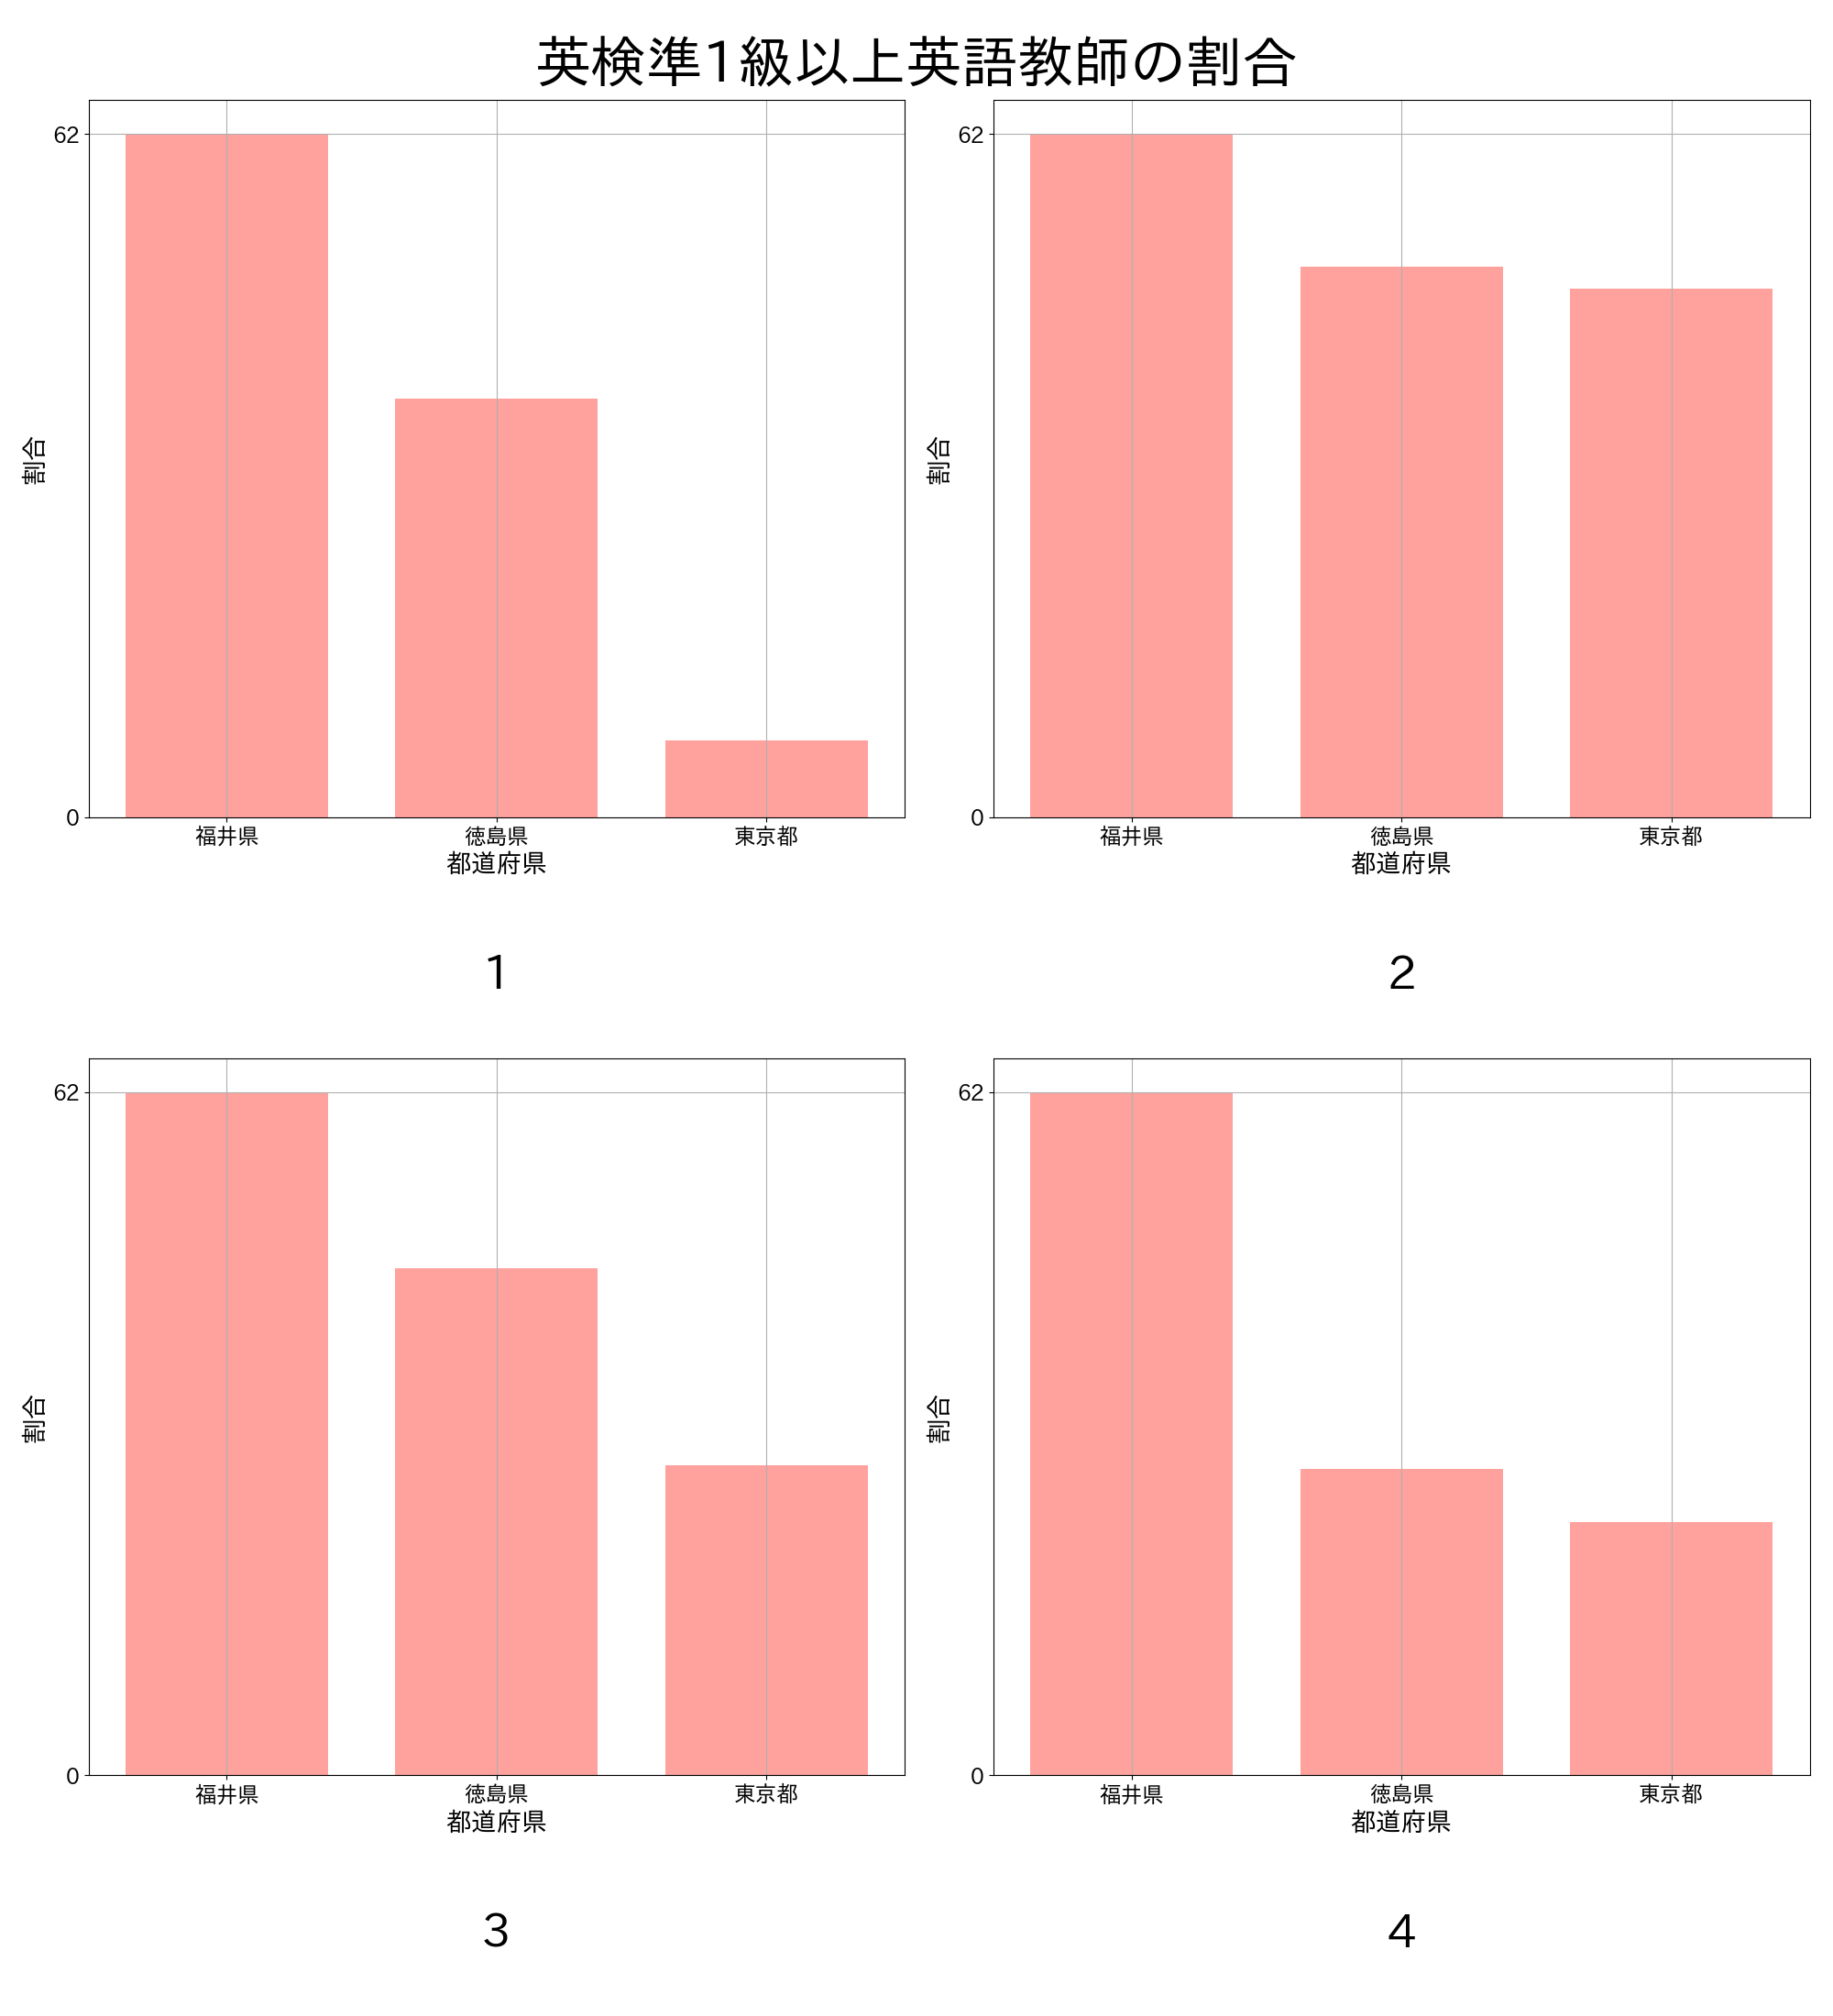 英検準1級以上英語教師の割合
62
0
割合
福井県
徳島県
東京都
都道府県
1
62
0
割合
福井県
徳島県
東京都
都道府県
2
62
0
割合
福井県
徳島県
東京都
都道府県
3
62
0
割合
福井県
徳島県
東京都
都道府県
4